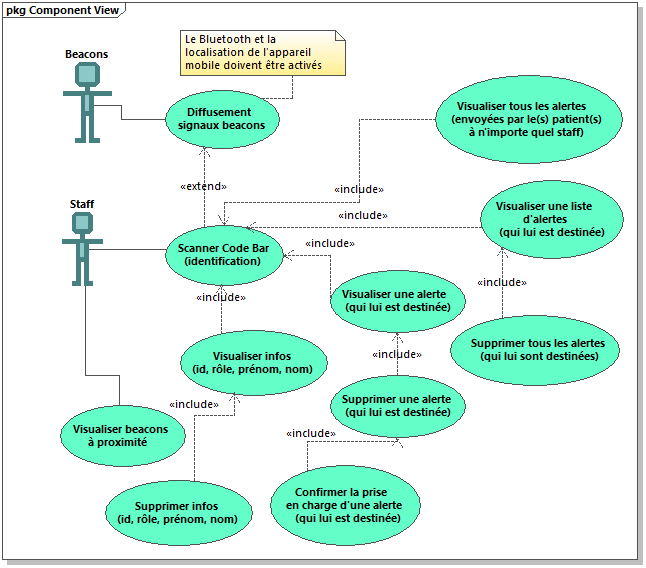 pkg Component View
Beacons
Le Bluetooth et la
localisation de l'appareil
mobile doivent être activés
Diffusement
signaux beacons
Visualiser tous les alertes
(envoyées par le(s) patient(s)
à n'importe quel staff)
«extend»
«include»
Staff
Visualiser une liste
d'alertes
(qui lui est destinée)
«include»
«include»
Scanner Code Bar
(identification)
«include»
Visualiser une alerte
(qui lui est destinée)
«include»
Supprimer tous les alertes
(qui lui sont destinées)
Visualiser infos
(id, rôle, prénom, nom)
«include»
«include»
Supprimer une alerte
(qui lui est destinée)
Visualiser beacons
à proximité
«include»
Supprimer infos
(id, rôle, prénom, nom)
Confirmer la prise
en charge d'une alerte
(qui lui est destinée)